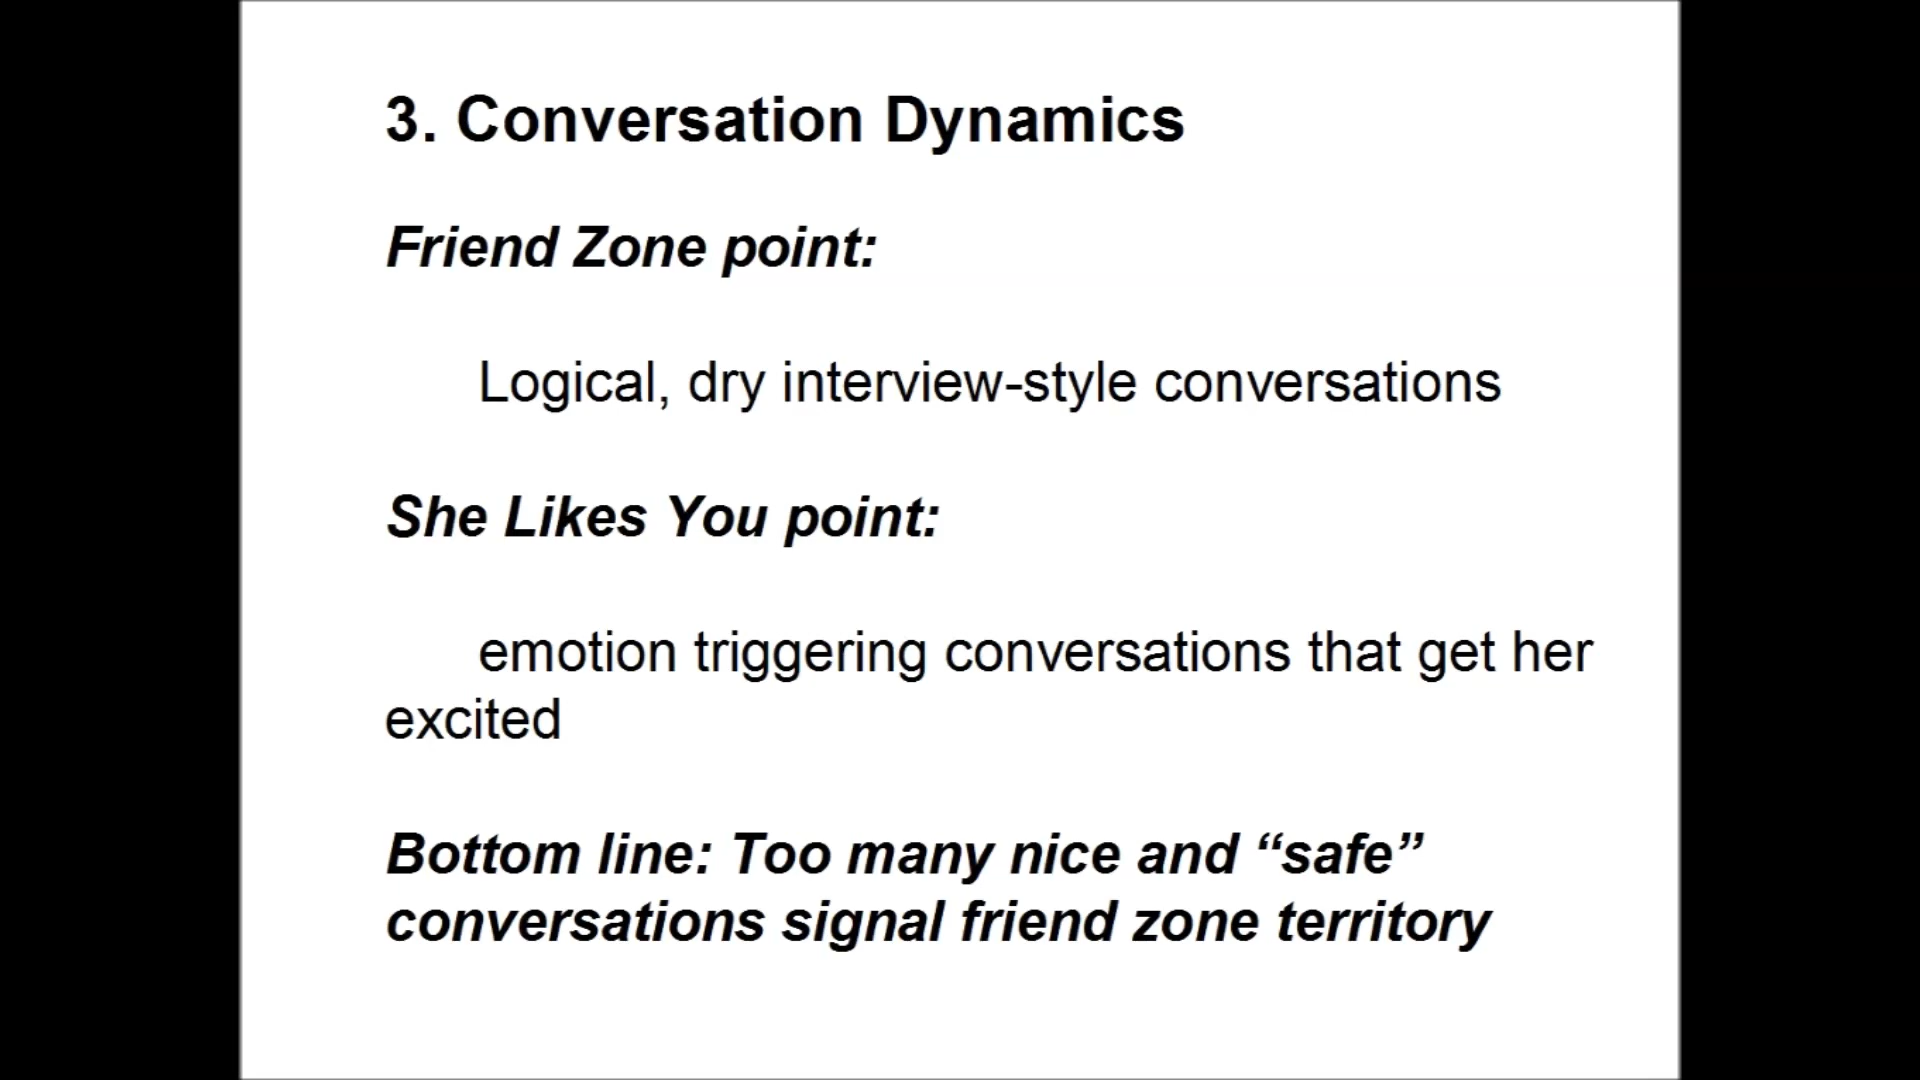 3. Conversation Dynamics
Friend Zone point:
Logical, dry interview-style conversations
She Likes You point:
emotion triggering conversations that get her
excited
Bottom line: Too many nice and “safe”
conversations signal friend zone territory